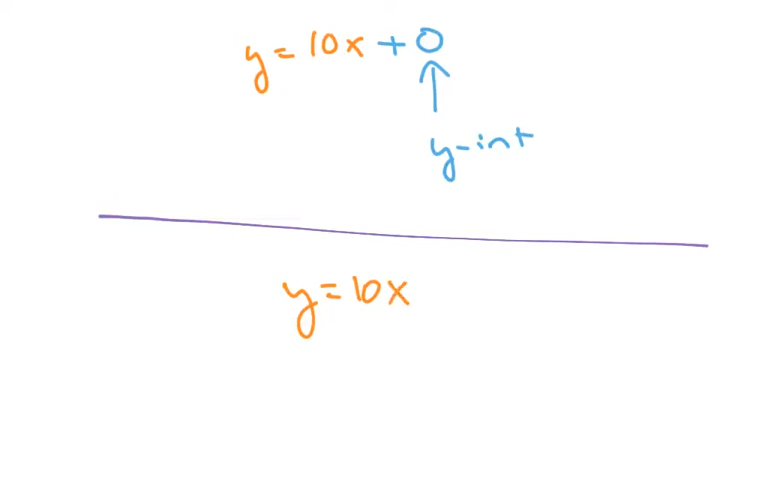 y = 10x + 0
y-int
y = 10x